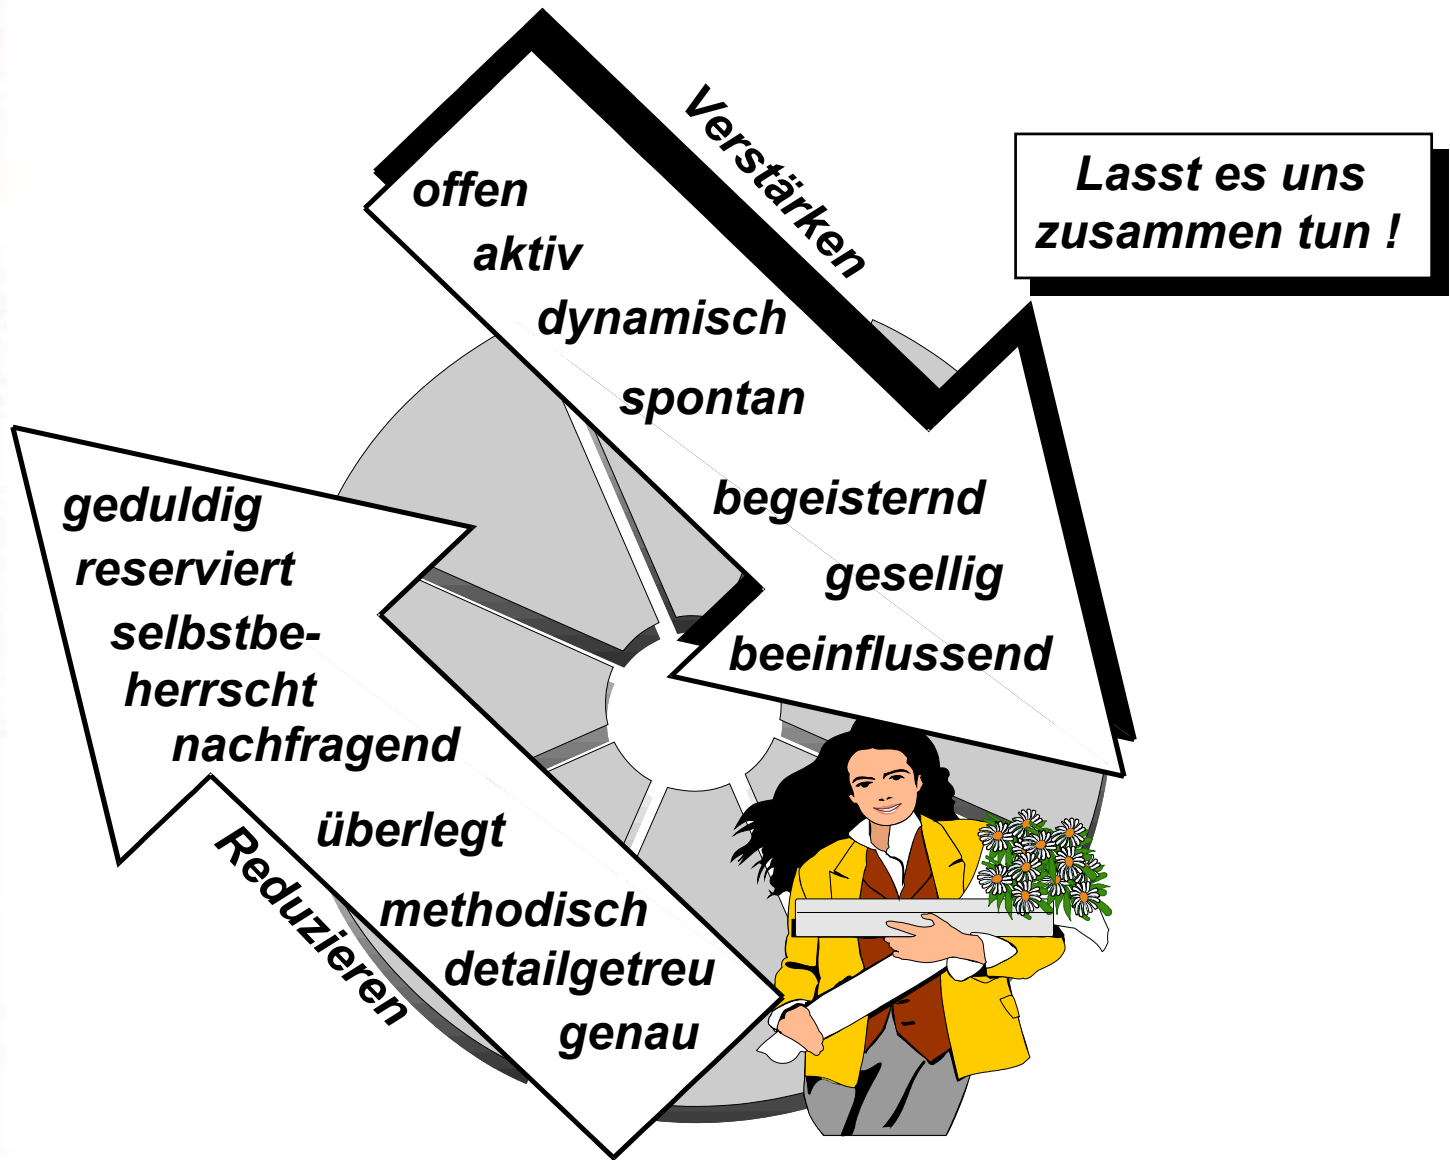 Verstärken
Lasst es uns
zusammen tun !
offen
aktiv
dynamisch
spontan
begeisternd
gesellig
beeinflussend
geduldig
reserviert
selbstbe-
herrscht
nachfragend
überlegt
methodisch
detailgetreu
genau
Reduzieren